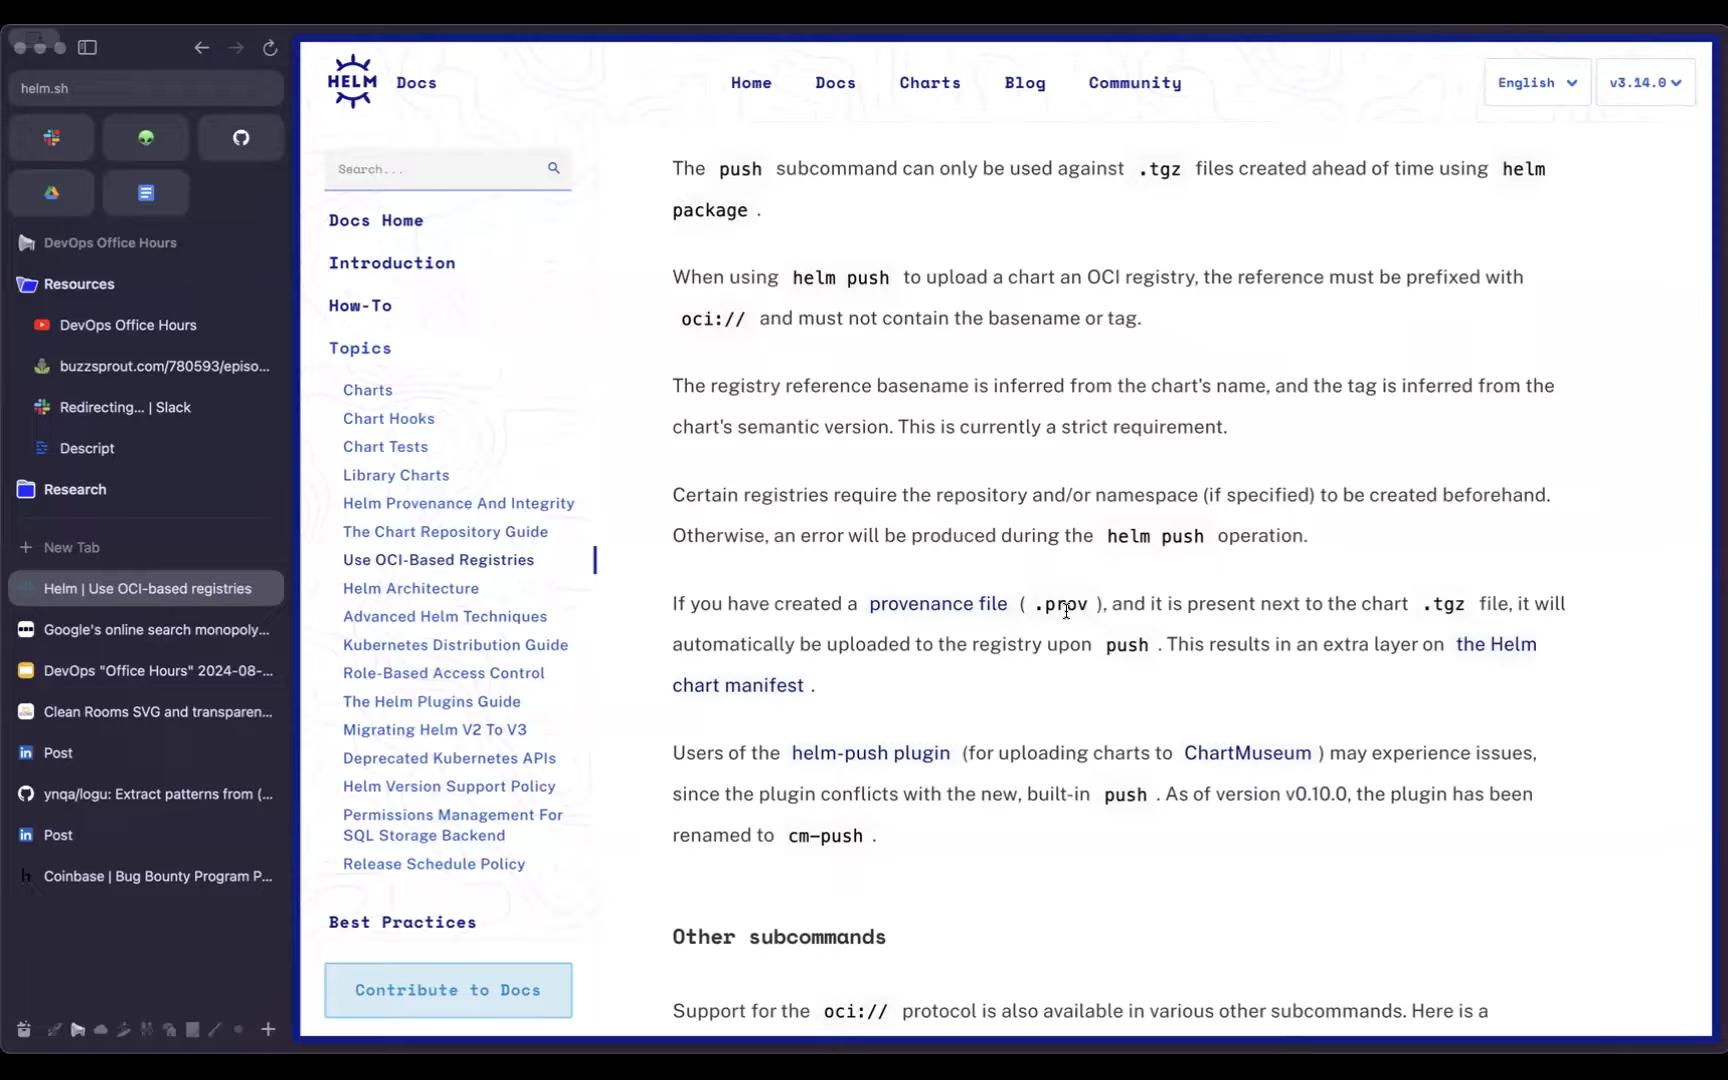 helm.sh
DevOps Office Hours
Resources
DevOps Office Hours
buzzsprout.com/780593/episo...
Redirecting... | Slack
Descript
Research
New Tab
Helm | Use OCI-based registries
Google's online search monopoly...
DevOps "Office Hours" 2024-08-...
Clean Rooms SVG and transparen...
Post
ynqa/logu: Extract patterns from (...
Post
Coinbase | Bug Bounty Program P...
HELM Docs
Home Docs Charts Blog Community
English v3.14.0
Search...
Docs Home
Introduction
How-To
Topics
Charts
Chart Hooks
Chart Tests
Library Charts
Helm Provenance And Integrity
The Chart Repository Guide
Use OCI-Based Registries
Helm Architecture
Advanced Helm Techniques
Kubernetes Distribution Guide
Role-Based Access Control
The Helm Plugins Guide
Migrating Helm V2 To V3
Deprecated Kubernetes APIs
Helm Version Support Policy
Permissions Management For
SQL Storage Backend
Release Schedule Policy
Best Practices
Contribute to Docs
The push subcommand can only be used against .tgz files created ahead of time using helm
package .
When using helm push to upload a chart an OCI registry, the reference must be prefixed with
oci:// and must not contain the basename or tag.
The registry reference basename is inferred from the chart's name, and the tag is inferred from the
chart's semantic version. This is currently a strict requirement.
Certain registries require the repository and/or namespace (if specified) to be created beforehand.
Otherwise, an error will be produced during the helm push operation.
If you have created a provenance file ( .prov ), and it is present next to the chart .tgz file, it will
automatically be uploaded to the registry upon push . This results in an extra layer on the Helm
chart manifest .
Users of the helm-push plugin (for uploading charts to ChartMuseum ) may experience issues,
since the plugin conflicts with the new, built-in push . As of version v0.10.0, the plugin has been
renamed to cm-push .
Other subcommands
Support for the oci:// protocol is also available in various other subcommands. Here is a